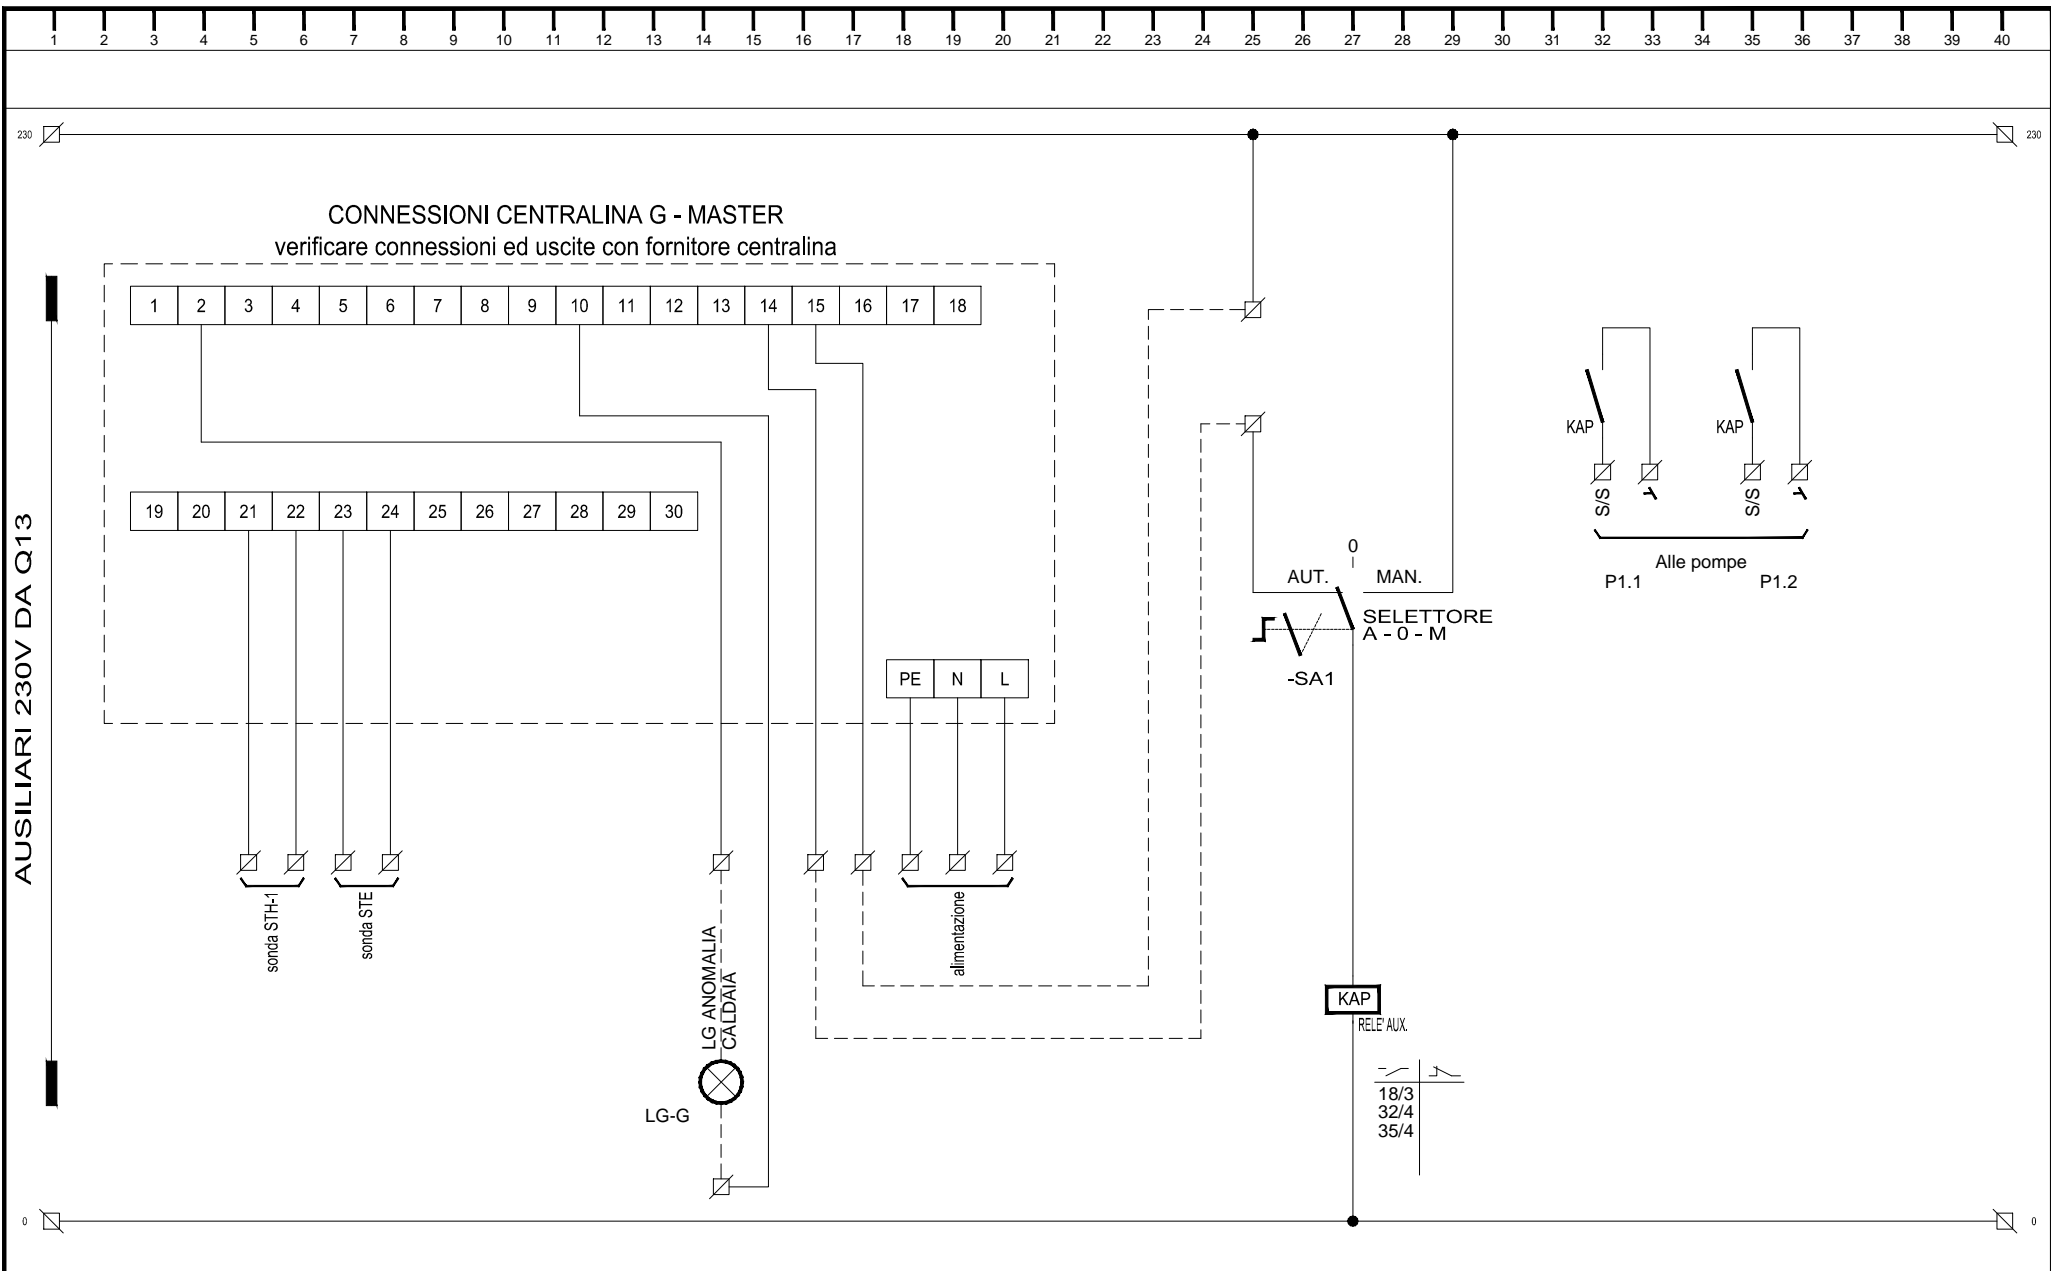 1 2 3 4 5 6 7 8 9 10 11 12 13 14 15 16 17 18 19 20 21 22 23 24 25 26 27 28 29 30 31 32 33 34 35 36 37 38 39 40
230 230
CONNESSIONI CENTRALINA G - MASTER
verificare connessioni ed uscite con fornitore centralina
1 2 3 4 5 6 7 8 9 10 11 12 13 14 15 16 17 18
19 20 21 22 23 24 25 26 27 28 29 30
PE N L
AUSILIARI 230V DA Q13
sonda STH-1
sonda STE
LG ANOMALIA
CALDAIA
LG-G
alimentazione
0
AUT. MAN.
SELETTORE
A - 0 - M
-SA1
KAP
RELE' AUX.
18/3
32/4
35/4
KAP KAP
S/S S/S
Alle pompe
P1.1 P1.2
0 0